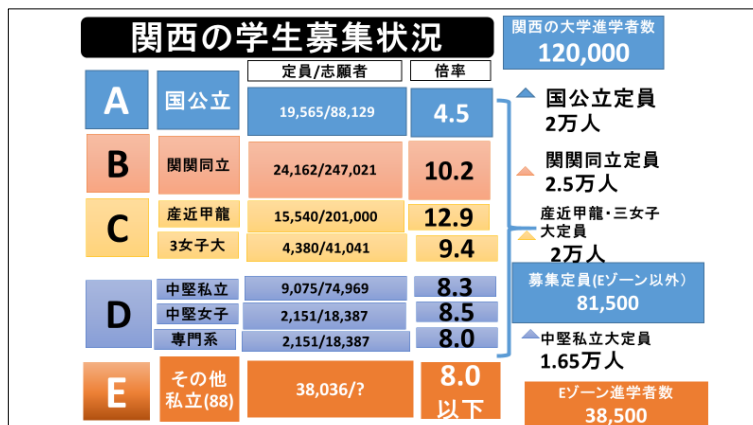 関西の学生募集状況
定員/志願者
倍率
A
国公立
19,565/88,129
4.5
B
関関同立
24,162/247,021
10.2
C
産近甲龍
15,540/201,000
12.9
3女子大
4,380/41,041
9.4
D
中堅私立
9,075/74,969
8.3
中堅女子
2,151/18,387
8.5
専門系
2,151/18,387
8.0
E
その他
私立(88)
38,036/?
8.0
以下
関西の大学進学者数
120,000
国公立定員
2万人
関関同立定員
2.5万人
産近甲龍・三女子
大定員
2万人
募集定員(Eゾーン以外)
81,500
中堅私立大定員
1.65万人
Eゾーン進学者数
38,500